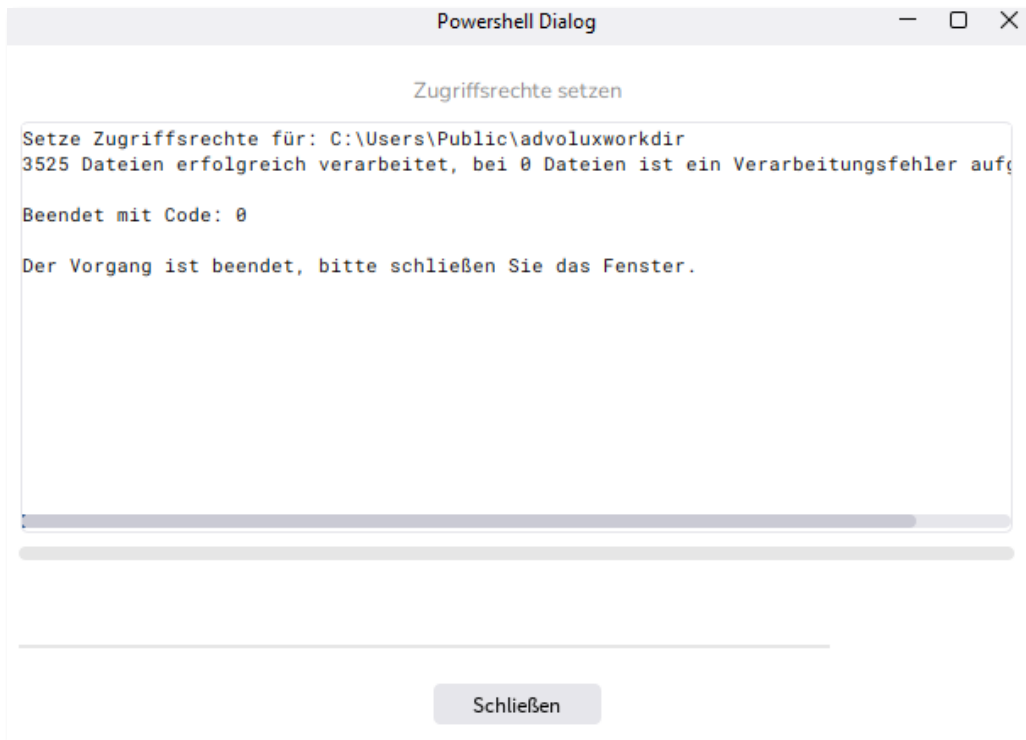 Powershell Dialog
Zugriffsrechte setzen
Setze Zugriffsrechte für: C:\Users\Public\advoluxworkdir
3525 Dateien erfolgreich verarbeitet, bei 0 Dateien ist ein Verarbeitungsfehler
Beendet mit Code: 0
Der Vorgang ist beendet, bitte schließen Sie das Fenster.
Schließen